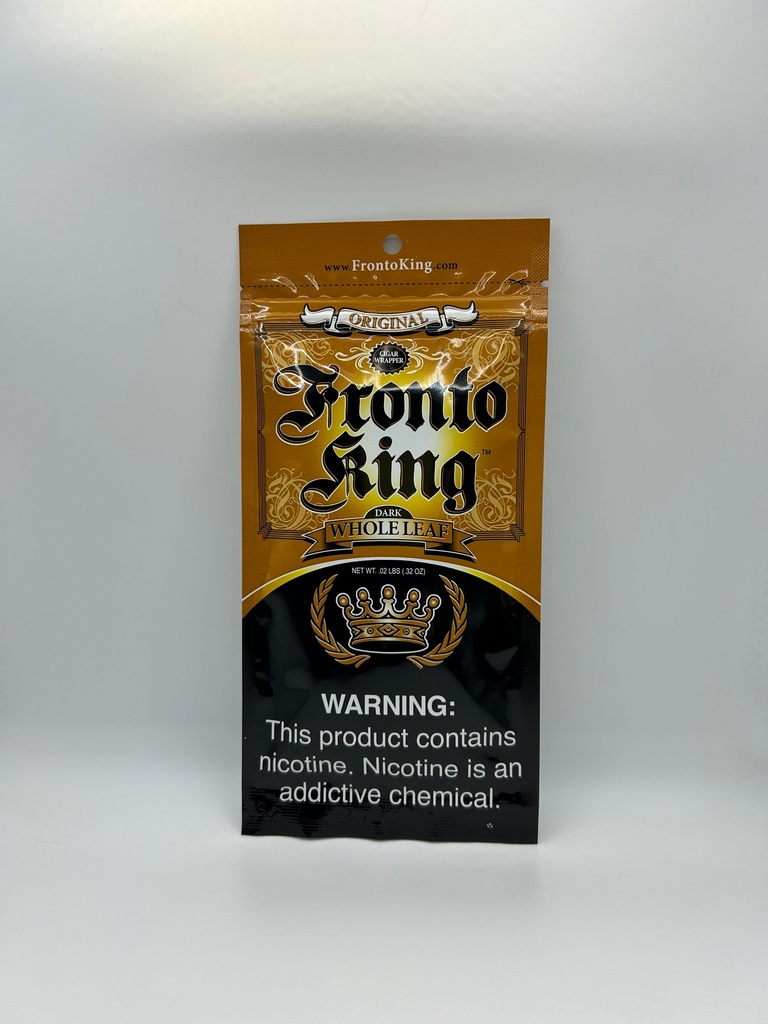 www.FrontoKing.com
ORIGINAL
CIGAR
WRAPPER
Fronto
King™
DARK
WHOLE LEAF
NET WT. .02 LBS (.32 OZ)
WARNING:
This product contains
nicotine. Nicotine is an
addictive chemical.